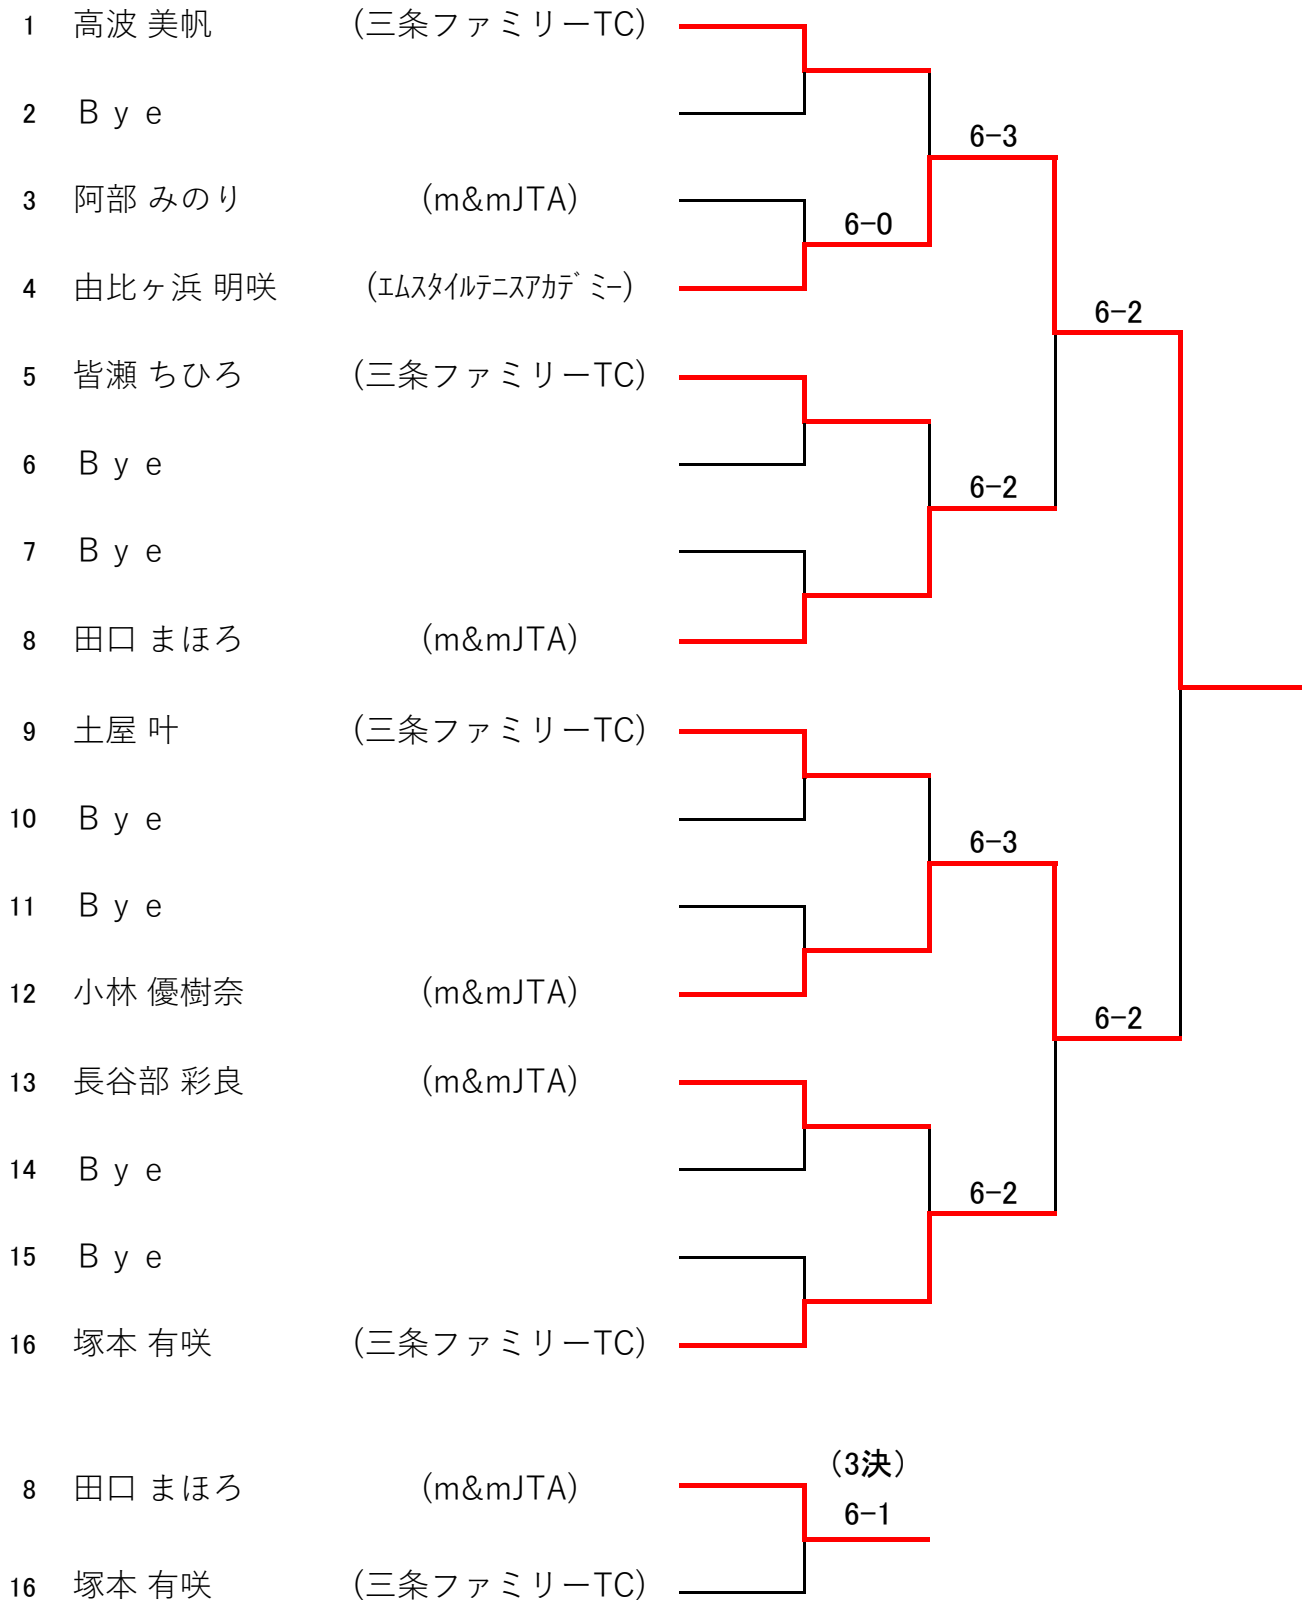 1 高波 美帆 (三条ファミリーTC)
2 Ｂｙｅ
6-3
3 阿部 みのり (m&mJTA)
6-0
4 由比ヶ浜 明咲 (ｴﾑｽﾀｲﾙﾃﾆｽｱｶﾃﾞﾐｰ)
6-2
5 皆瀬 ちひろ (三条ファミリーTC)
6 Ｂｙｅ
6-2
7 Ｂｙｅ
8 田口 まほろ (m&mJTA)
9 土屋 叶 (三条ファミリーTC)
10 Ｂｙｅ
6-3
11 Ｂｙｅ
12 小林 優樹奈 (m&mJTA)
6-2
13 長谷部 彩良 (m&mJTA)
14 Ｂｙｅ
6-2
15 Ｂｙｅ
16 塚本 有咲 (三条ファミリーTC)
（3決）
8 田口 まほろ (m&mJTA)
6-1
16 塚本 有咲 (三条ファミリーTC)